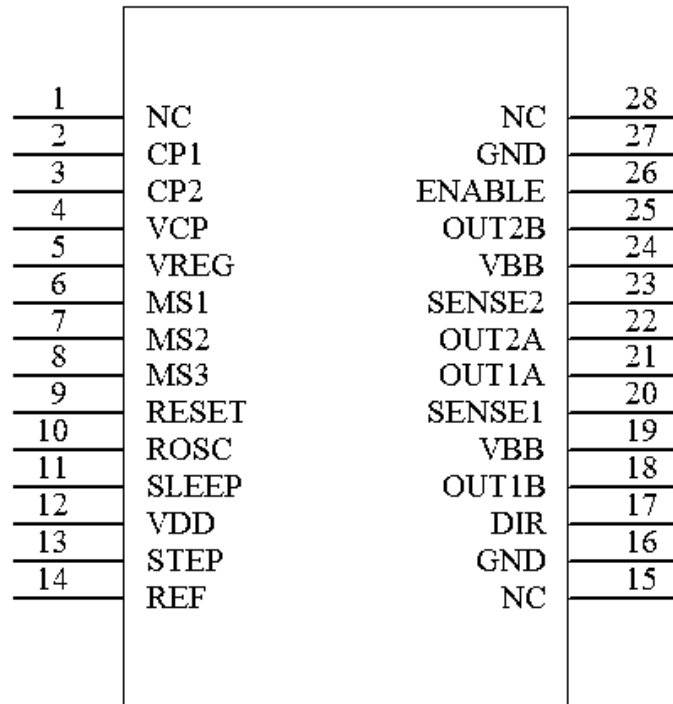 1 NC NC 28
2 CP1 GND 27
3 CP2 ENABLE 26
4 VCP OUT2B 25
5 VREG VBB 24
6 MS1 SENSE2 23
7 MS2 OUT2A 22
8 MS3 OUT1A 21
9 RESET SENSE1 20
10 ROSC VBB 19
11 SLEEP OUT1B 18
12 VDD DIR 17
13 STEP GND 16
14 REF NC 15